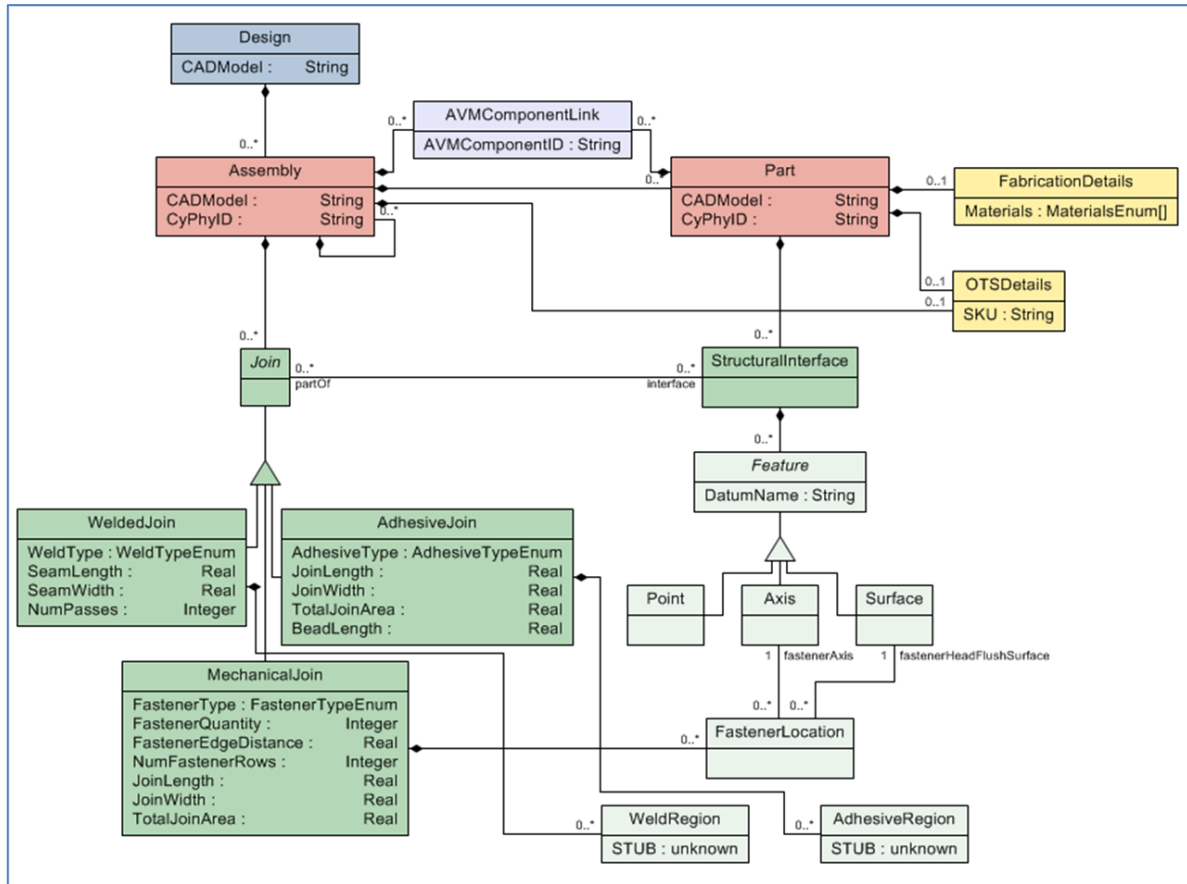 Design
CADModel : String
0..*
AVMComponentLink
AVMComponentID : String
0..*
0..*
Assembly
CADModel : String
CyPhyID : String
0..*
0..*
Part
CADModel : String
CyPhyID : String
0..1
FabricationDetails
Materials : MaterialsEnum[]
0..1
0..1
OTSDetails
SKU : String
0..*
Join
0..*
partOf
0..*
interface
0..*
StructuralInterface
0..*
Feature
DatumName : String
WeldedJoin
WeldType : WeldTypeEnum
SeamLength : Real
SeamWidth : Real
NumPasses : Integer
AdhesiveJoin
AdhesiveType : AdhesiveTypeEnum
JoinLength : Real
JoinWidth : Real
TotalJoinArea : Real
BeadLength : Real
Point
Axis
Surface
1 fastenerAxis
1 fastenerHeadFlushSurface
0..*
0..*
MechanicalJoin
FastenerType : FastenerTypeEnum
FastenerQuantity : Integer
FastenerEdgeDistance : Real
NumFastenerRows : Integer
JoinLength : Real
JoinWidth : Real
TotalJoinArea : Real
0..*
FastenerLocation
0..*
WeldRegion
STUB : unknown
0..*
AdhesiveRegion
STUB : unknown